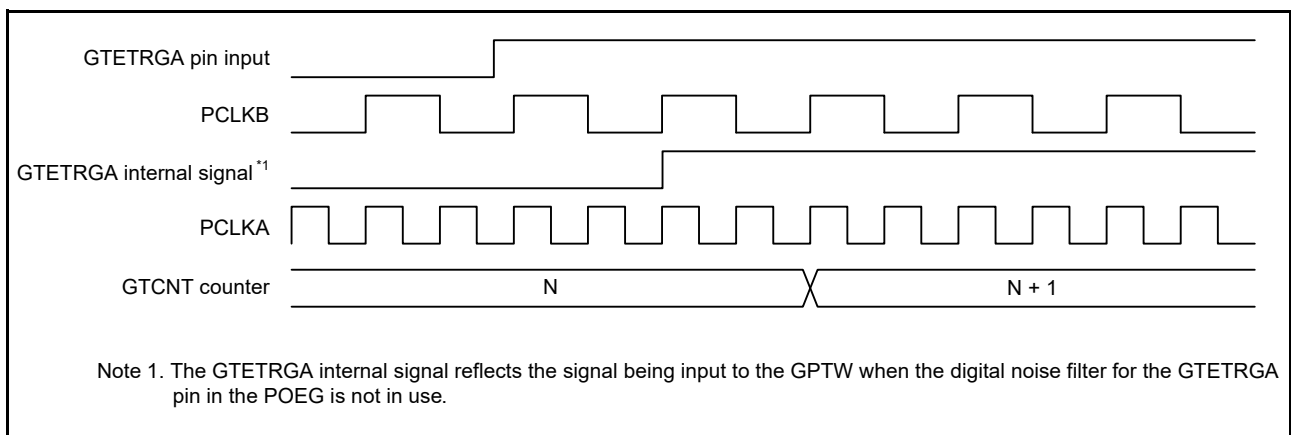 GTETRGA pin input
PCLKB
GTETRGA internal signal *1
PCLKA
GTCNT counter
N
N + 1
Note 1. The GTETRGA internal signal reflects the signal being input to the GPTW when the digital noise filter for the GTETRGA
pin in the POEG is not in use.